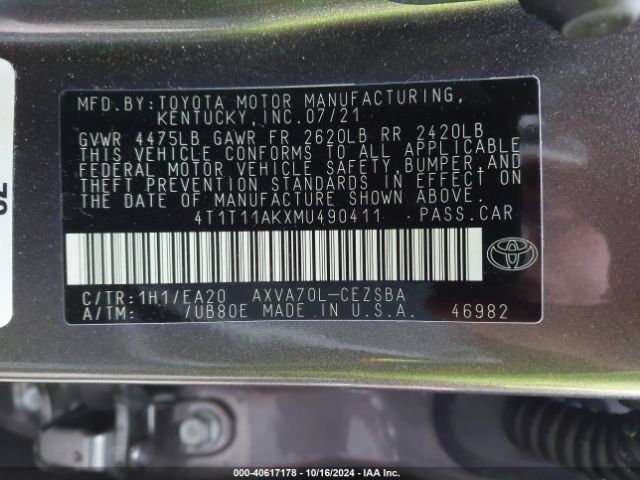 MFD.BY:TOYOTA MOTOR MANUFACTURING,
KENTUCKY,INC.07/21
GVWR 4475LB GAWR FR 2620LB RR 2420LB
THIS VEHICLE CONFORMS TO ALL APPLICABLE
FEDERAL MOTOR VEHICLE SAFETY,BUMPER,AND
THEFT PREVENTION STANDARDS IN EFFECT ON
THE DATE OF MANUFACTURE SHOWN ABOVE.
4T1T11AKXMU490411 PASS.CAR
C/TR:1H1/EA20 AXVA70L-CEZSBA
A/TM: /UB80E MADE IN U.S.A. 46982
000-40617178 - 10/16/2024 - IAA Inc.